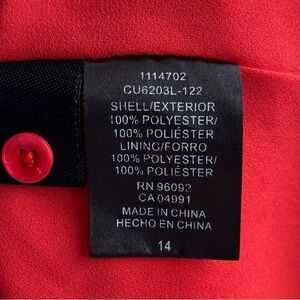 1114702
CU6203L-122
SHELL/EXTERIOR
100% POLYESTER/
100% POLIÉSTER
LINING/FORRO
100% POLYESTER/
100% POLIÉSTER
RN 96092
CA 04991
MADE IN CHINA
HECHO EN CHINA
14